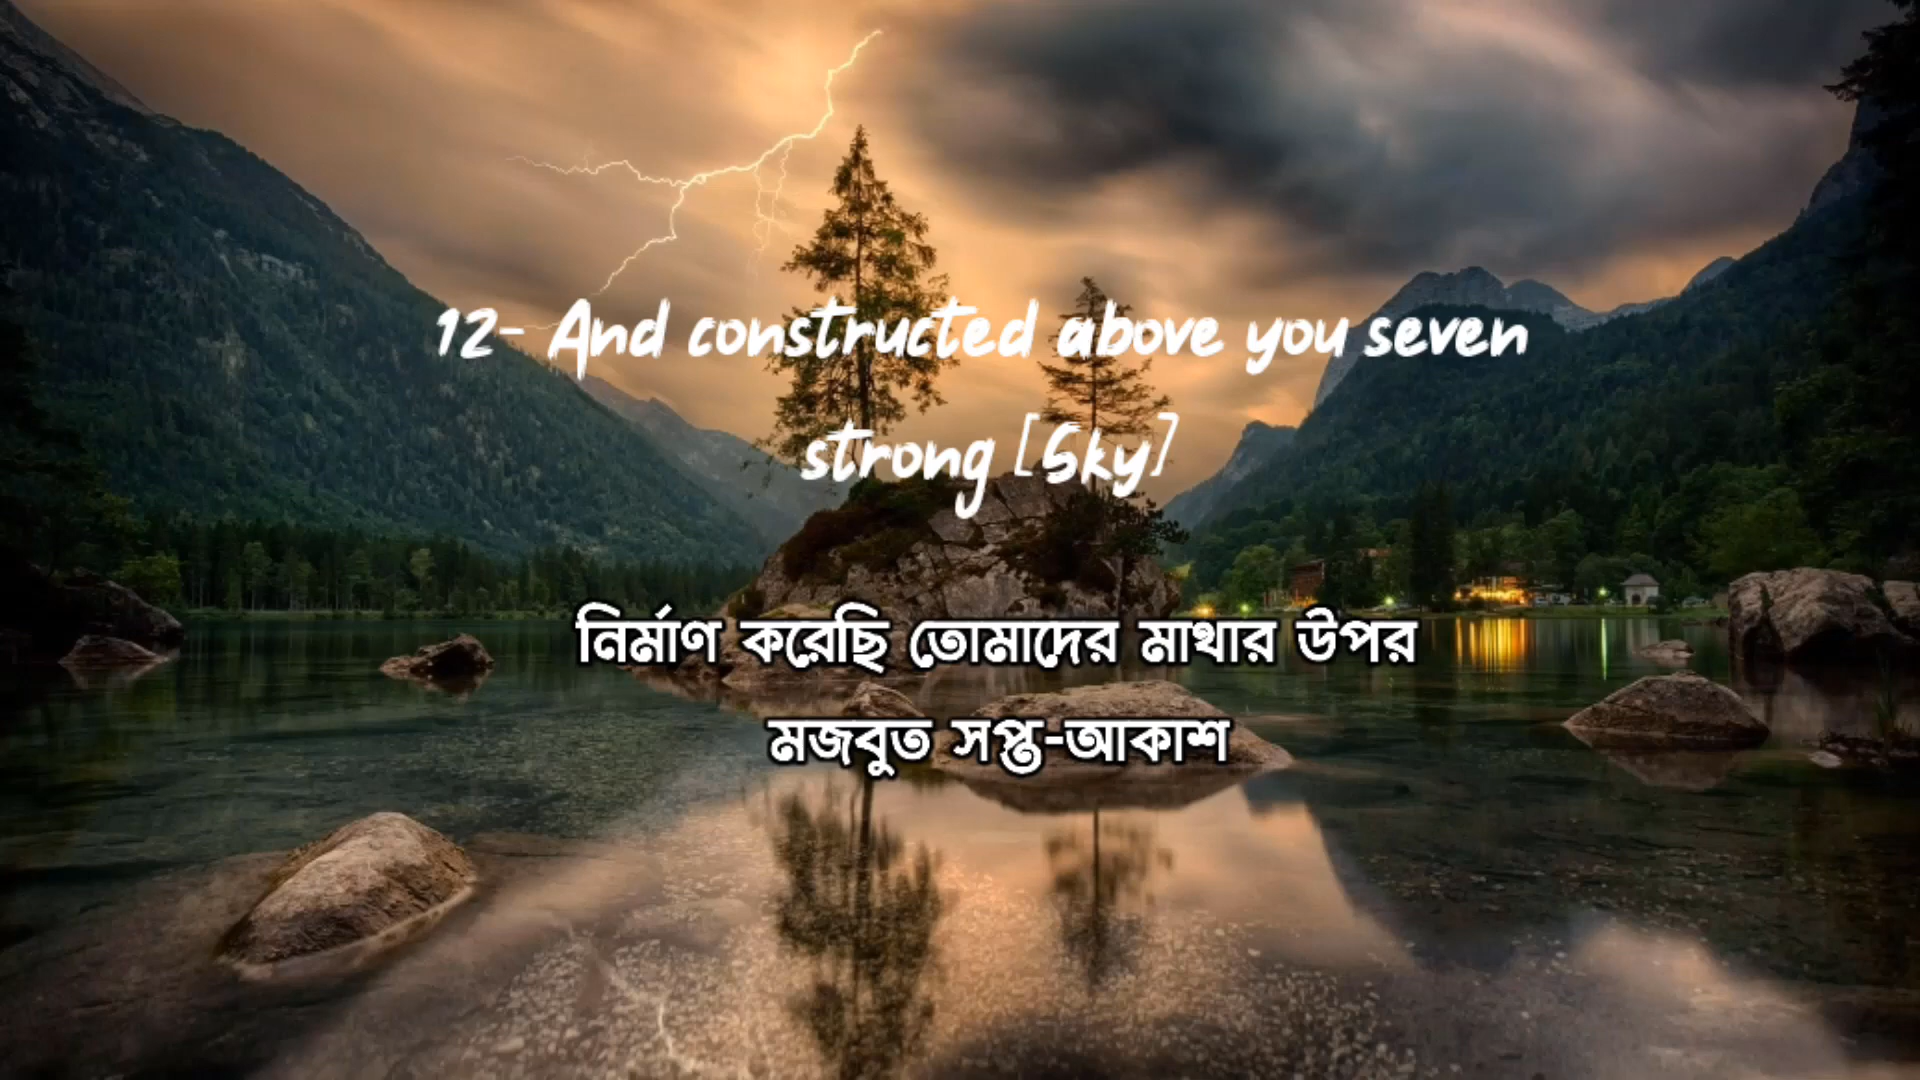 12- And constructed above you seven
strong [Sky]
নির্মাণ করেছি তোমাদের মাথার উপর
মজবুত সপ্ত-আকাশ